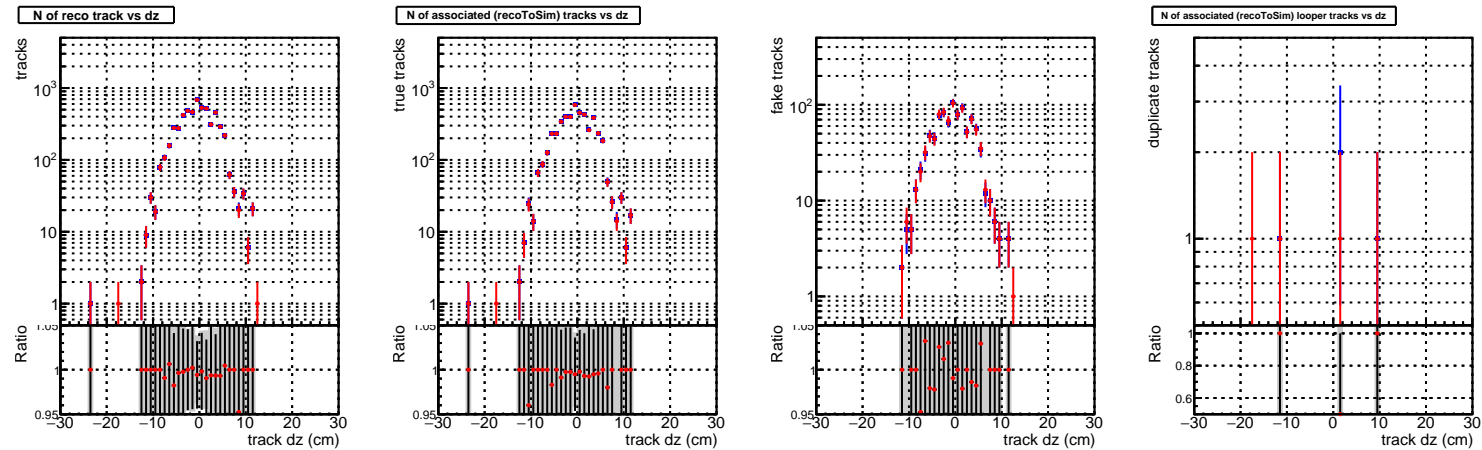 N of reco track vs dz
tracks
10³
10²
10
1
Ratio
1.05
1
0.95
−30 −20 −10 0 10 20 30
track dz (cm)
N of associated (recoToSim) tracks vs dz
true tracks
10³
10²
10
1
Ratio
1.05
1
0.95
−30 −20 −10 0 10 20 30
track dz (cm)
fake tracks
10²
10
1
Ratio
1.05
1
0.95
−30 −20 −10 0 10 20 30
track dz (cm)
N of associated (recoToSim) looper tracks vs dz
duplicate tracks
1
Ratio
1
0.8
0.6
−30 −20 −10 0 10 20 30
track dz (cm)